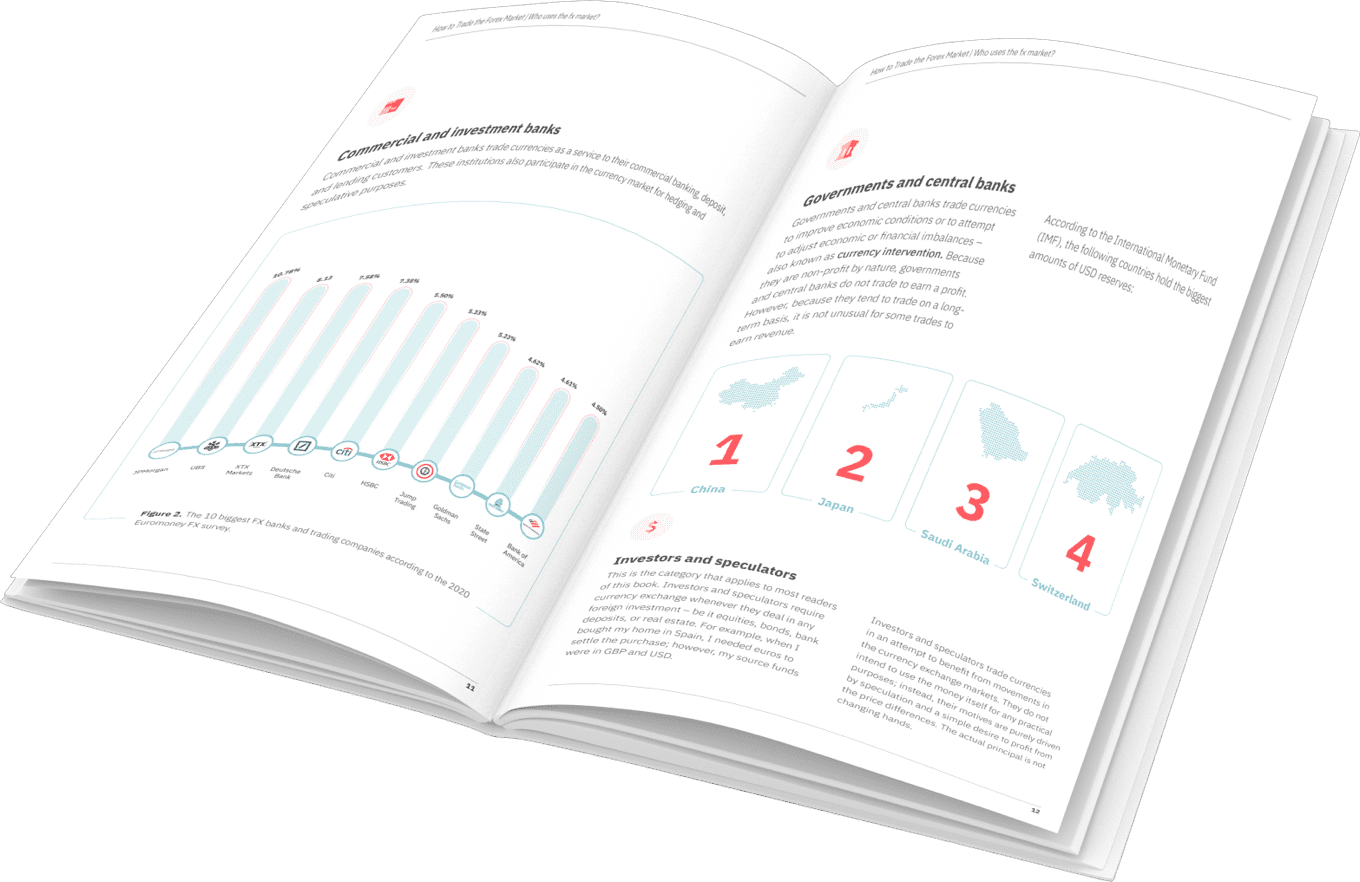 How to Trade the Forex Market | Who uses the fx market?
Commercial and investment banks
Commercial and investment banks trade currencies as a service to their commercial banking, deposit,
and lending customers. These institutions also participate in the currency market for hedging and
speculative purposes.
10.78%
8.13
7.58%
7.38%
5.50%
5.33%
5.23%
4.62%
4.61%
4.50%
XTX
citi
HSBC
JPMorgan
UBS
XTX
Markets
Deutsche
Bank
Citi
HSBC
Jump
Trading
Goldman
Sachs
State
Street
Bank of
America
Figure 2. The 10 biggest FX banks and trading companies according to the 2020
Euromoney FX survey.
11
How to Trade the Forex Market | Who uses the fx market?
Governments and central banks
Governments and central banks trade currencies
to improve economic conditions or to attempt
to adjust economic or financial imbalances –
also known as currency intervention. Because
they are non-profit by nature, governments
and central banks do not trade to earn a profit.
However, because they tend to trade on a long-
term basis, it is not unusual for some trades to
earn revenue.
According to the International Monetary Fund
(IMF), the following countries hold the biggest
amounts of USD reserves:
1
China
2
Japan
3
Saudi Arabia
4
Switzerland
Investors and speculators
This is the category that applies to most readers
of this book. Investors and speculators require
currency exchange whenever they deal in any
foreign investment – be it equities, bonds, bank
deposits, or real estate. For example, when I
bought my home in Spain, I needed euros to
settle the purchase; however, my source funds
were in GBP and USD.
Investors and speculators trade currencies
in an attempt to benefit from movements in
the currency exchange markets. They do not
intend to use the money itself for any practical
purposes; instead, their motives are purely driven
by speculation and a simple desire to profit from
the price differences. The actual principal is not
changing hands.
12